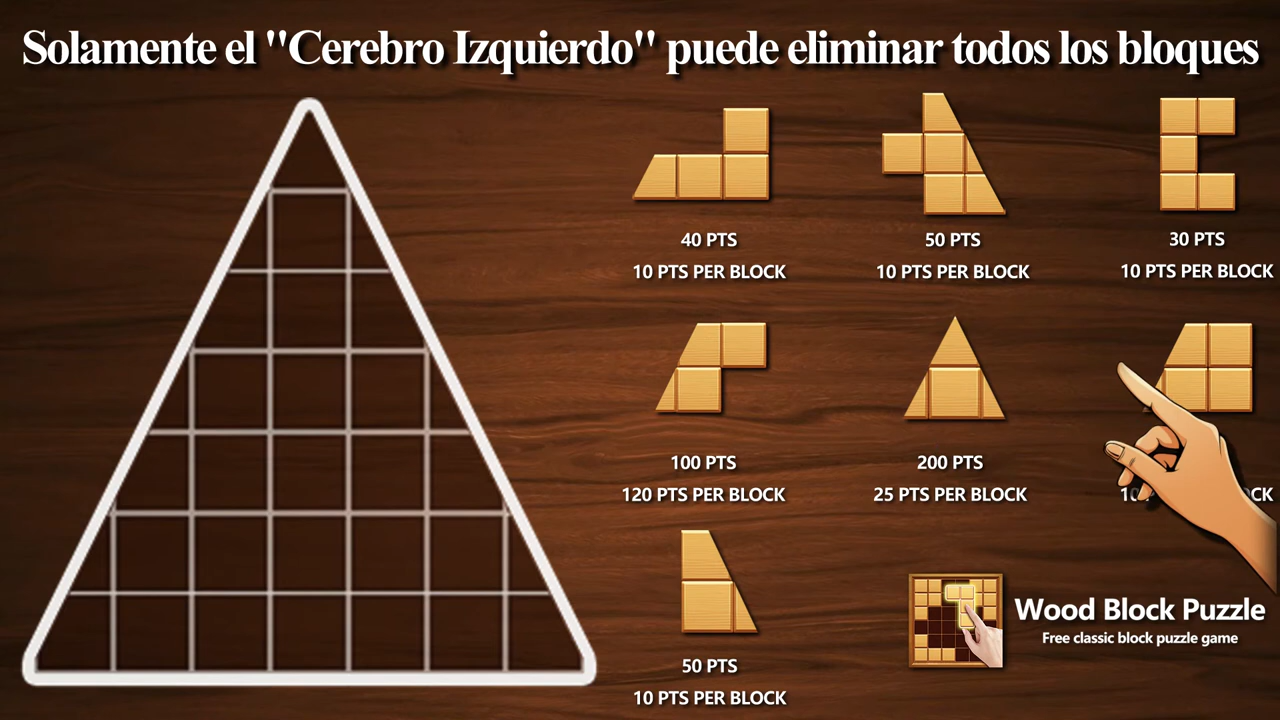 Solamente el "Cerebro Izquierdo" puede eliminar todos los bloques
40 PTS
10 PTS PER BLOCK
50 PTS
10 PTS PER BLOCK
30 PTS
10 PTS PER BLOCK
100 PTS
120 PTS PER BLOCK
200 PTS
25 PTS PER BLOCK
50 PTS
10 PTS PER BLOCK
Wood Block Puzzle
Free classic block puzzle game